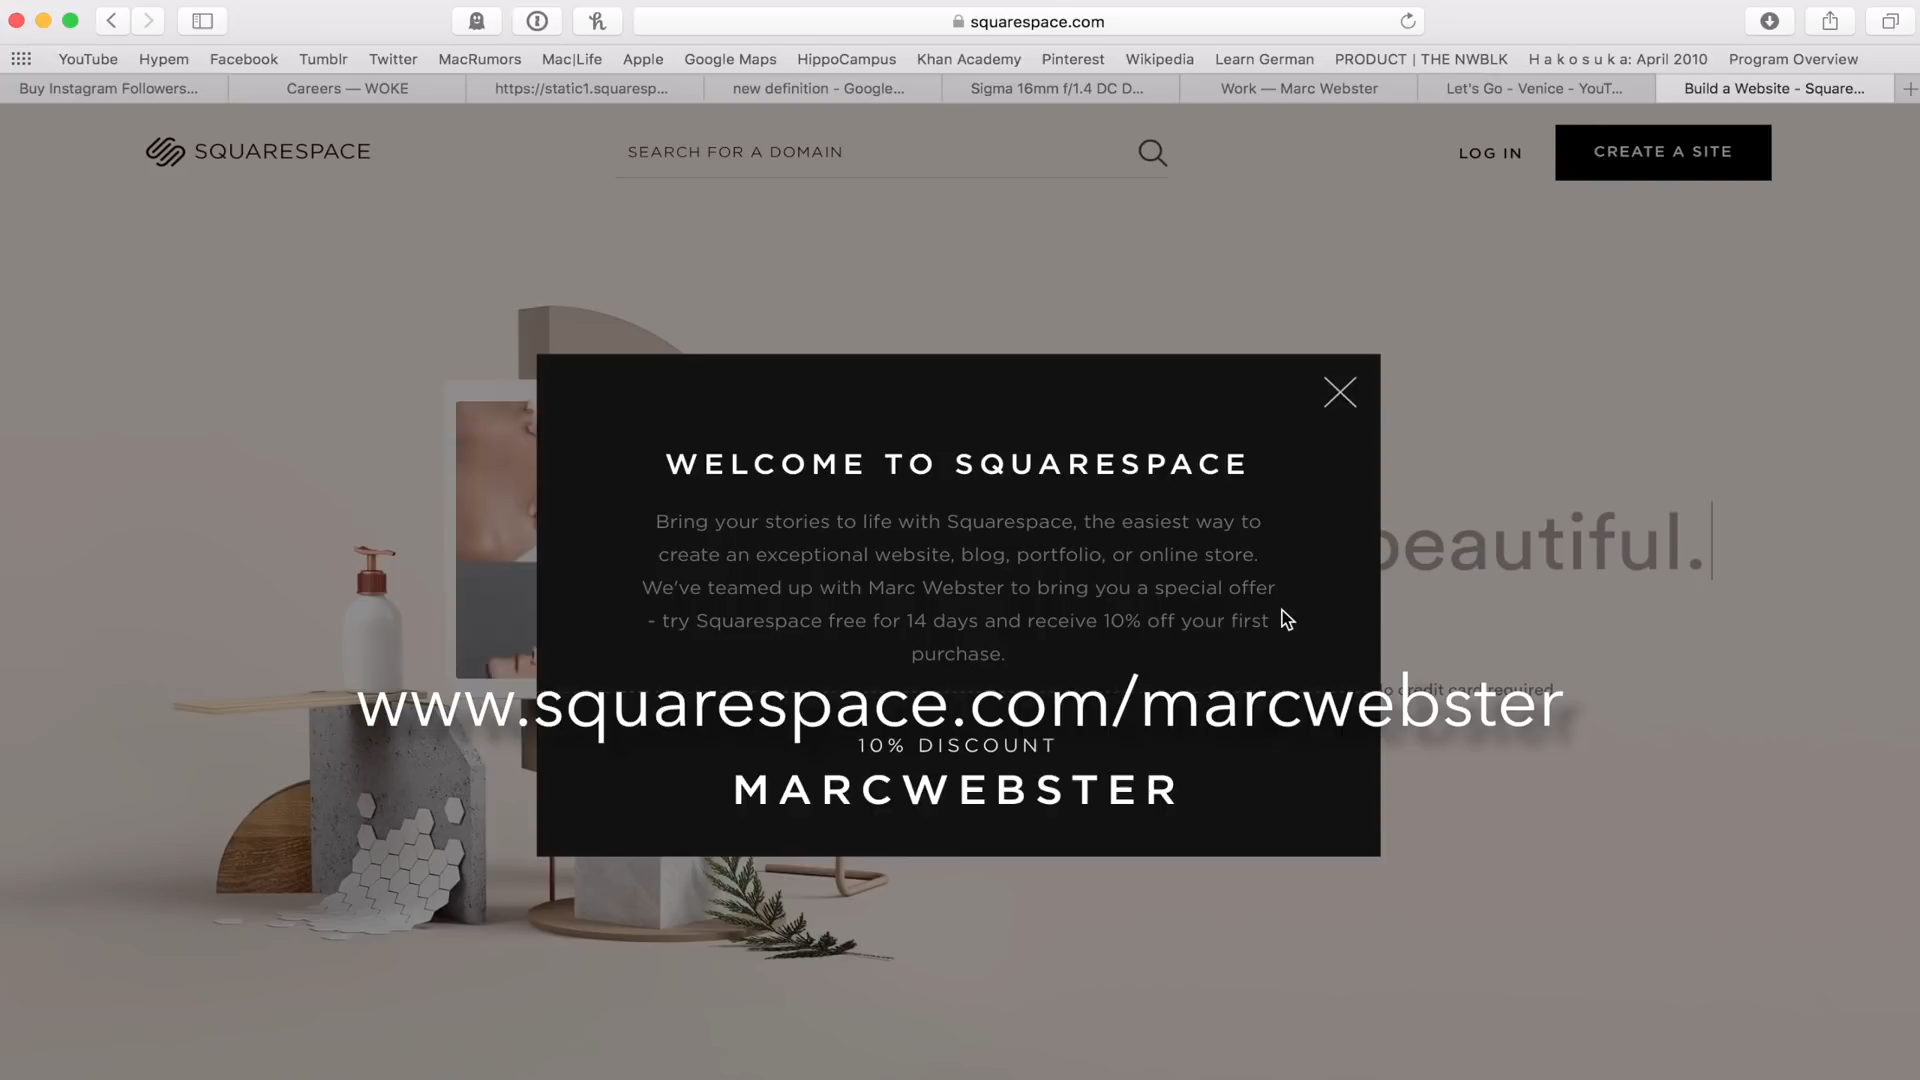 squarespace.com
YouTube Hypem Facebook Tumblr Twitter MacRumors Mac|Life Apple Google Maps HippoCampus Khan Academy Pinterest Wikipedia Learn German PRODUCT | THE NWBLK H a k o s u k a: April 2010 Program Overview
Buy Instagram Followers... Careers — WOKE https://static1.squaresp... new definition - Google... Sigma 16mm f/1.4 DC D... Work — Marc Webster Let's Go - Venice - YouT... Build a Website - Square...
SQUARESPACE SEARCH FOR A DOMAIN LOG IN CREATE A SITE
WELCOME TO SQUARESPACE
Bring your stories to life with Squarespace, the easiest way to
create an exceptional website, blog, portfolio, or online store.
We've teamed up with Marc Webster to bring you a special offer
- try Squarespace free for 14 days and receive 10% off your first
purchase.
beautiful.
credit card required.
www.squarespace.com/marcwebster
10% DISCOUNT
MARCWEBSTER